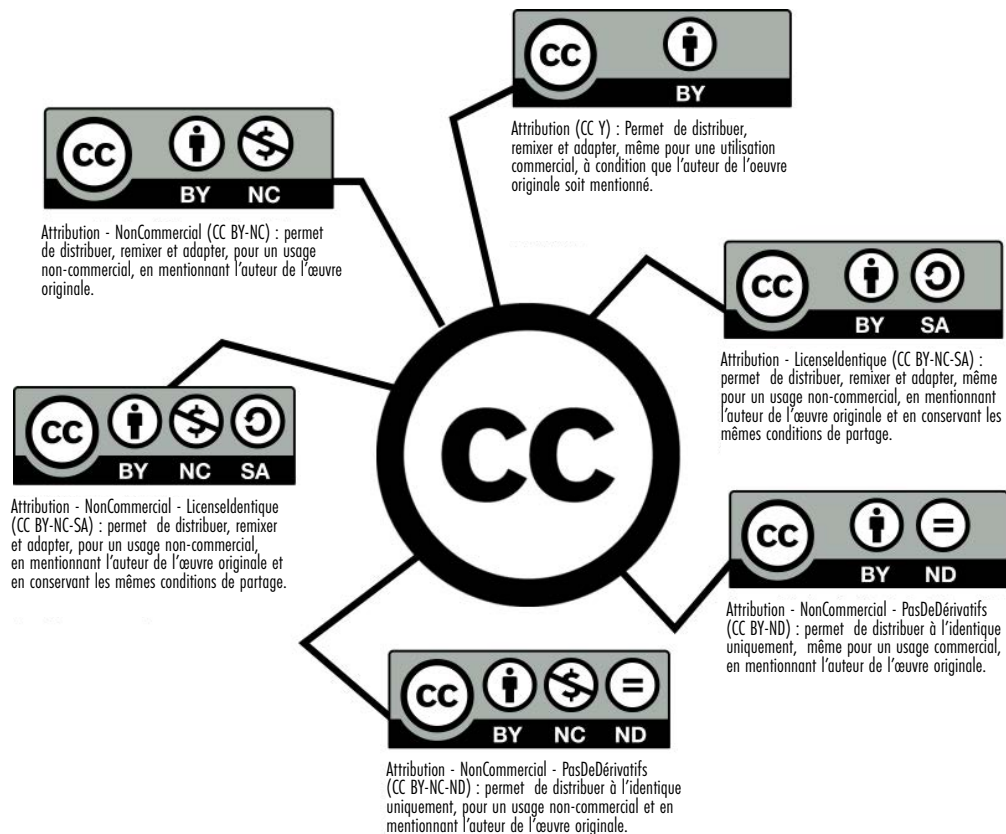 CC
BY
Attribution (CC Y) : Permet de distribuer,
remixer et adapter, même pour une utilisation
commercial, à condition que l'auteur de l'oeuvre
originale soit mentionné.
CC
BY NC
Attribution - NonCommercial (CC BY-NC) : permet
de distribuer, remixer et adapter, pour un usage
non-commercial, en mentionnant l'auteur de l'œuvre
originale.
CC
BY SA
Attribution - LicenseIdentique (CC BY-NC-SA) :
permet de distribuer, remixer et adapter, même
pour un usage non-commercial, en mentionnant
l'auteur de l'œuvre originale et en conservant les
mêmes conditions de partage.
CC
CC
BY NC SA
Attribution - NonCommercial - LicenseIdentique
(CC BY-NC-SA) : permet de distribuer, remixer
et adapter, pour un usage non-commercial,
en mentionnant l'auteur de l'œuvre originale et
en conservant les mêmes conditions de partage.
CC
BY ND
Attribution - NonCommercial - PasDeDérivatifs
(CC BY-ND) : permet de distribuer à l'identique
uniquement, même pour un usage commercial,
en mentionnant l'auteur de l'œuvre originale.
CC
BY NC ND
Attribution - NonCommercial - PasDeDérivatifs
(CC BY-NC-ND) : permet de distribuer à l'identique
uniquement, pour un usage non-commercial et en
mentionnant l'auteur de l'œuvre originale.